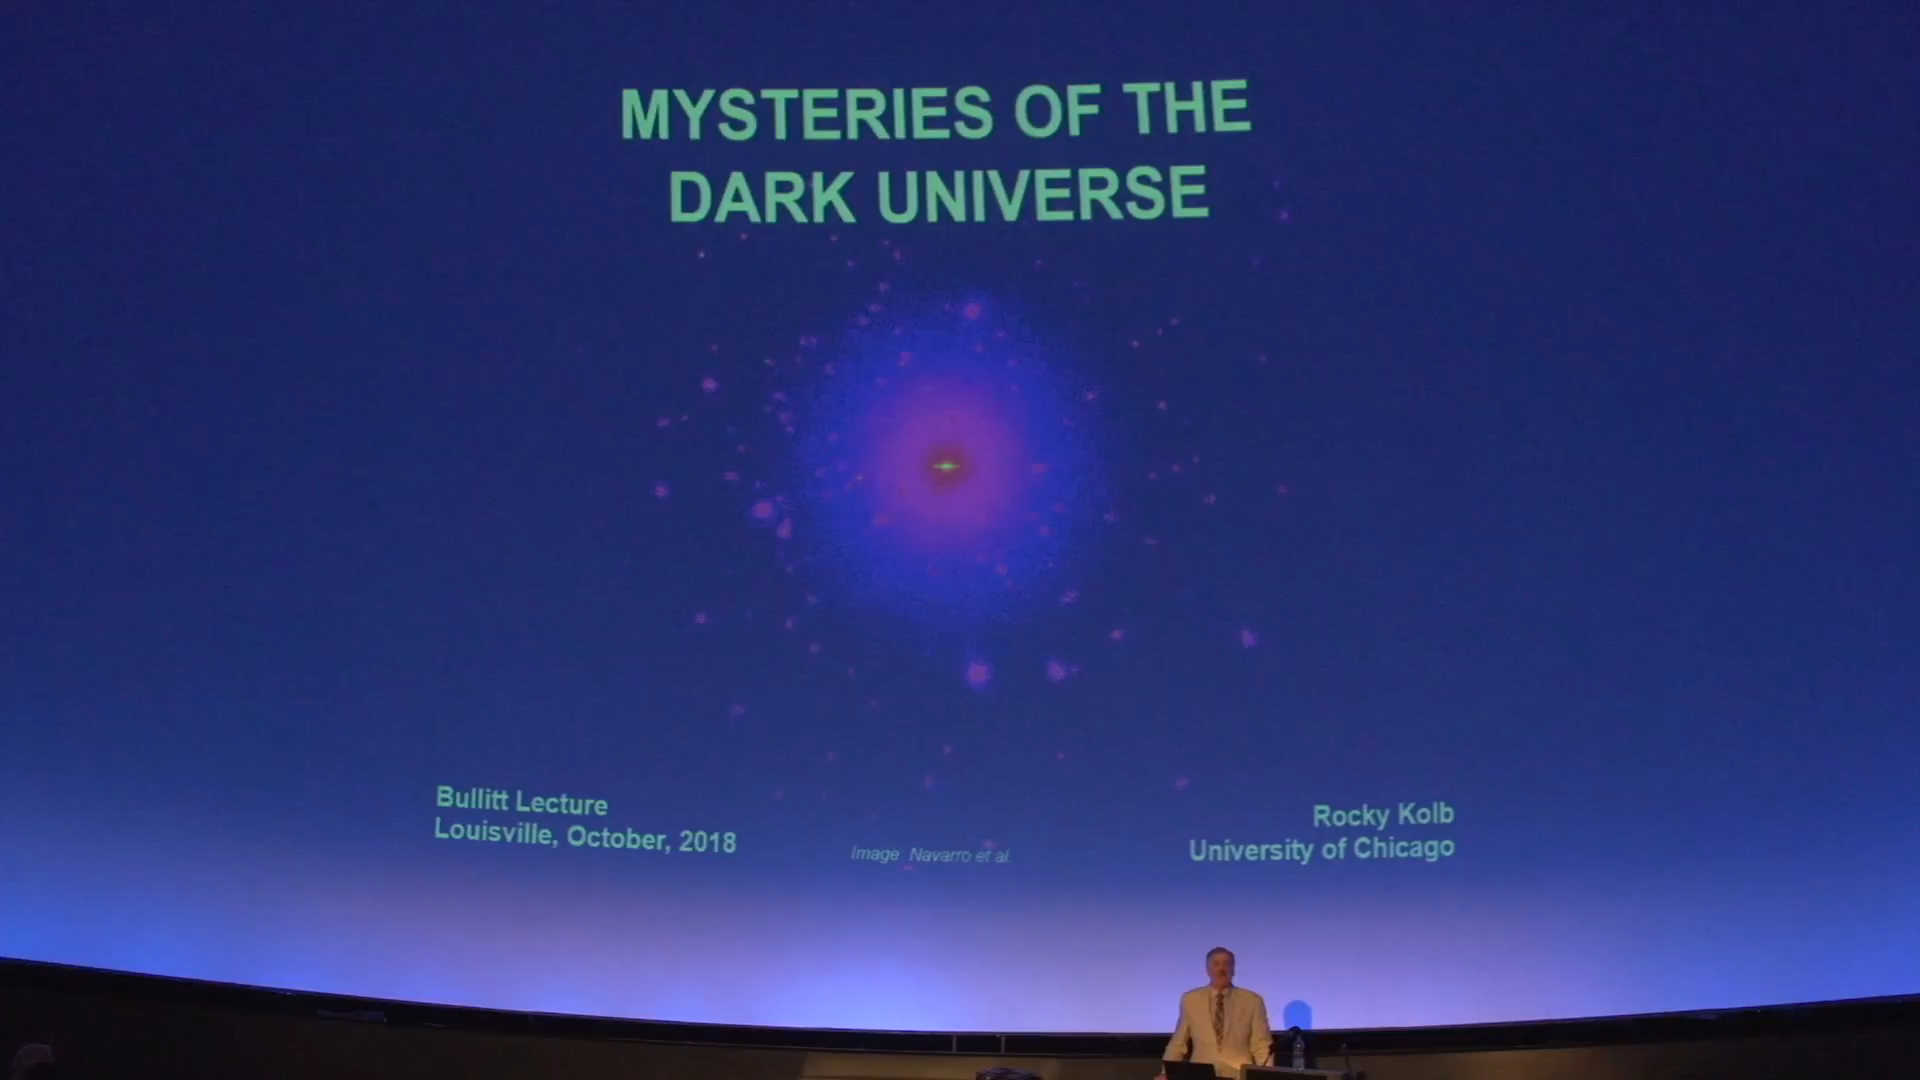 MYSTERIES OF THE
DARK UNIVERSE
Bullitt Lecture
Louisville, October, 2018
Image: Navarro et al.
Rocky Kolb
University of Chicago